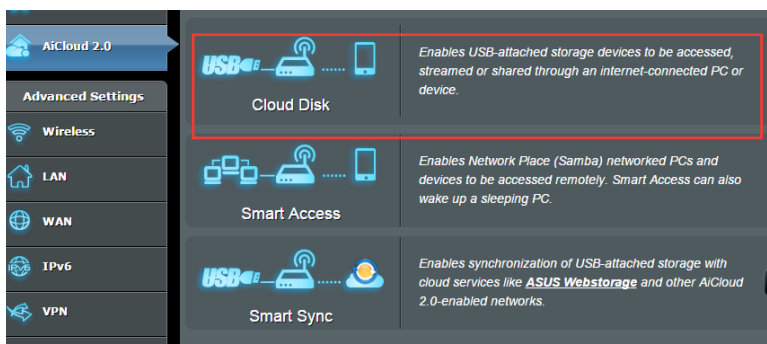 AiCloud 2.0
Advanced Settings
Wireless
LAN
WAN
IPv6
VPN
USB
Cloud Disk
Enables USB-attached storage devices to be accessed,
streamed or shared through an internet-connected PC or
device.
Smart Access
Enables Network Place (Samba) networked PCs and
devices to be accessed remotely. Smart Access can also
wake up a sleeping PC.
USB
Smart Sync
Enables synchronization of USB-attached storage with
cloud services like ASUS Webstorage and other AiCloud
2.0-enabled networks.
IPv6